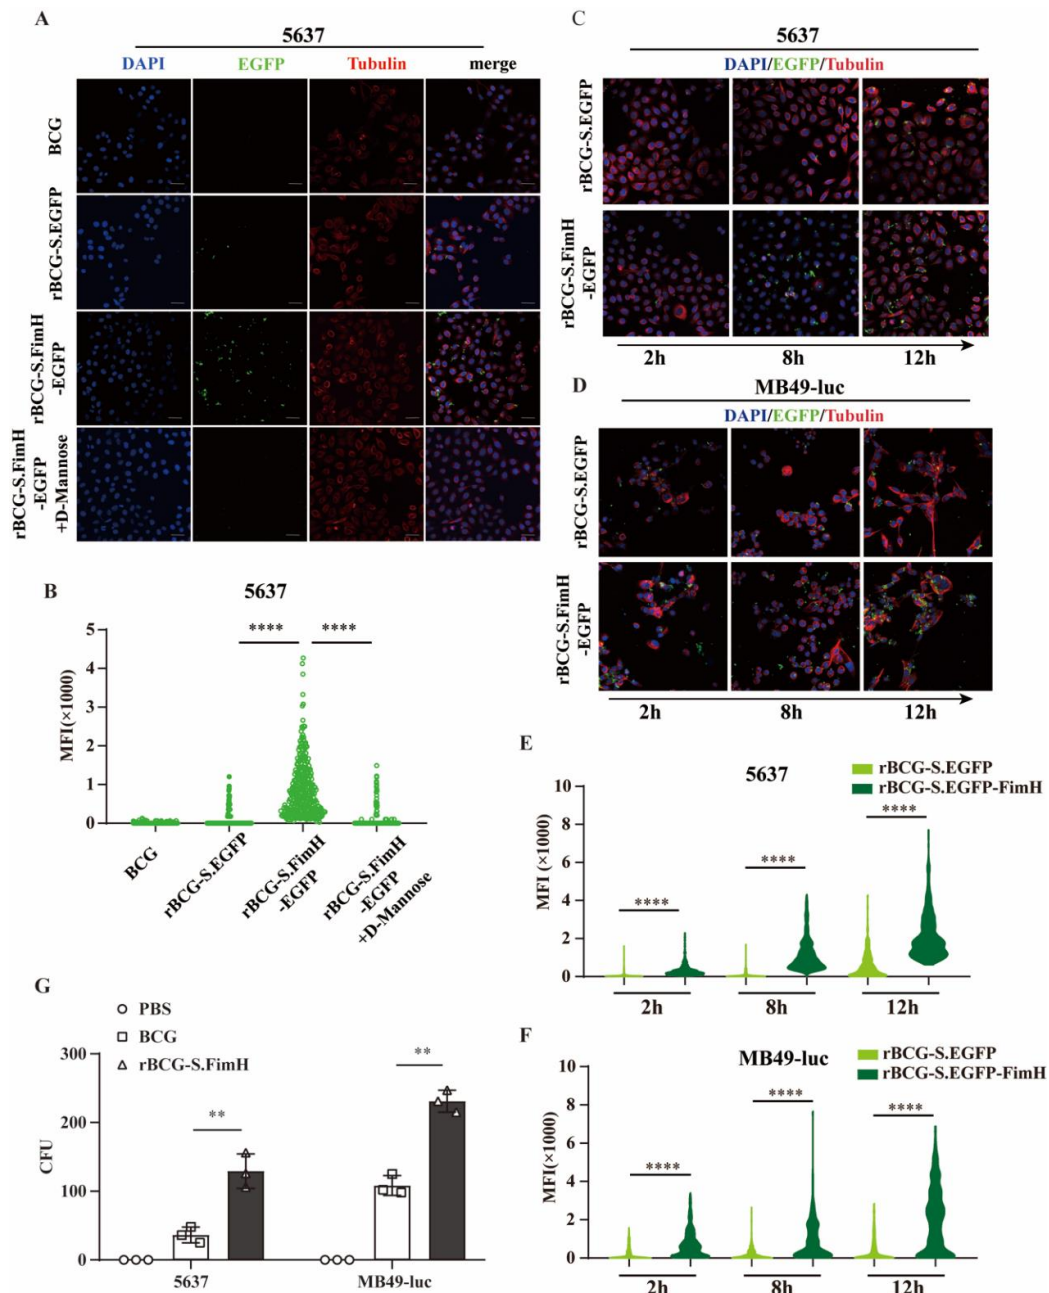 A
5637
DAPI EGFP Tubulin merge
BCG
rBCG-S.EGFP
rBCG-S.FimH
-EGFP
rBCG-S.FimH
-EGFP
+D-Mannose
B
5637
**** ****
MFI(×1000)
5
4
3
2
1
0
BCG
rBCG-S.EGFP
rBCG-S.FimH
-EGFP
rBCG-S.FimH
-EGFP
+D-Mannose
C
5637
DAPI/EGFP/Tubulin
rBCG-S.EGFP
rBCG-S.FimH
-EGFP
2h 8h 12h
D
MB49-luc
DAPI/EGFP/Tubulin
rBCG-S.EGFP
rBCG-S.FimH
-EGFP
2h 8h 12h
E
5637
rBCG-S.EGFP
rBCG-S.EGFP-FimH
MFI (×1000)
10
8
6
4
2
0
**** **** ****
2h 8h 12h
F
MB49-luc
rBCG-S.EGFP
rBCG-S.EGFP-FimH
MFI(×1000)
10
8
6
4
2
0
**** **** ****
2h 8h 12h
G
PBS
BCG
rBCG-S.FimH
CFU
300
200
100
0
** **
5637 MB49-luc